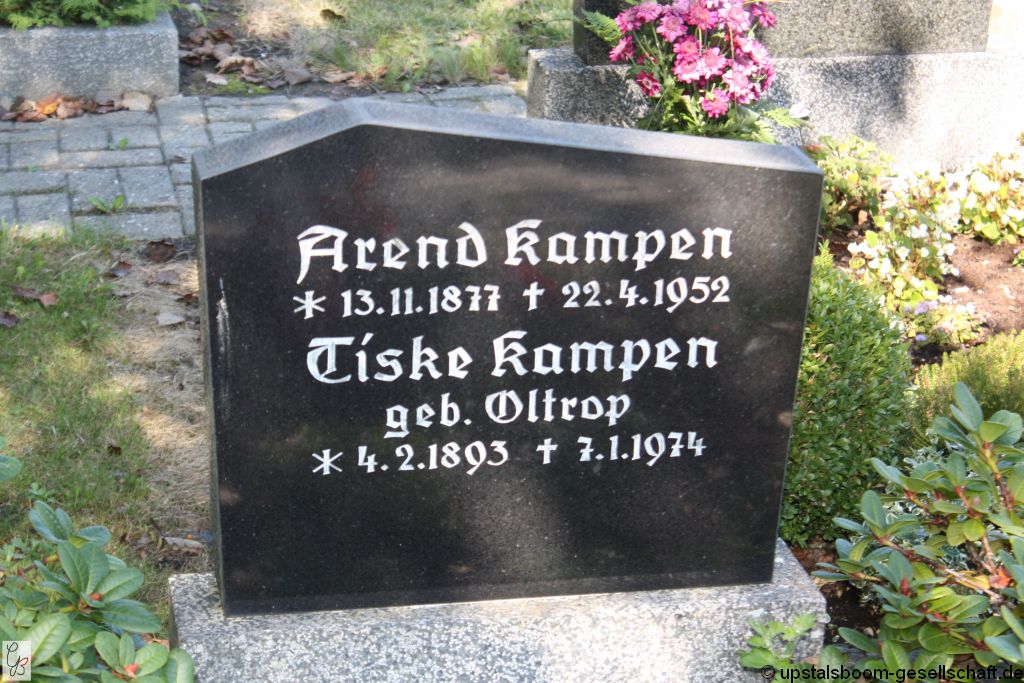 Arend Kampen
* 13.11.1877 † 22.4.1952
Tiske Kampen
geb. Oltrop
* 4.2.1893 † 7.1.1974
© upstalsboom-gesellschaft.de